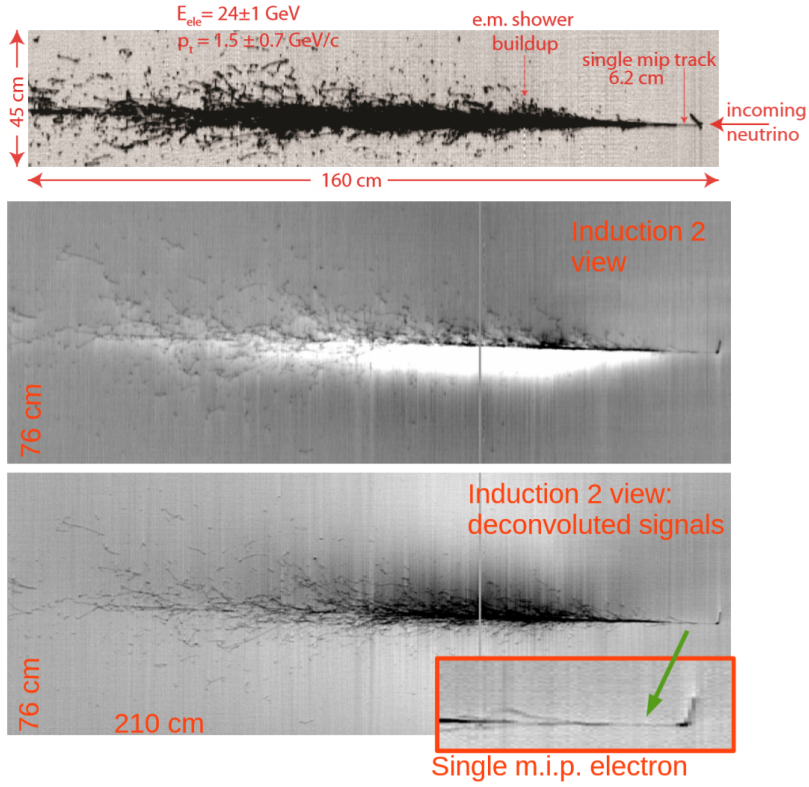 E_ele = 24±1 GeV
p_t = 1.5 ± 0.7 GeV/c
e.m. shower
buildup
single mip track
6.2 cm
45 cm
incoming
neutrino
160 cm
Induction 2
view
76 cm
Induction 2 view:
deconvoluted signals
76 cm
210 cm
Single m.i.p. electron